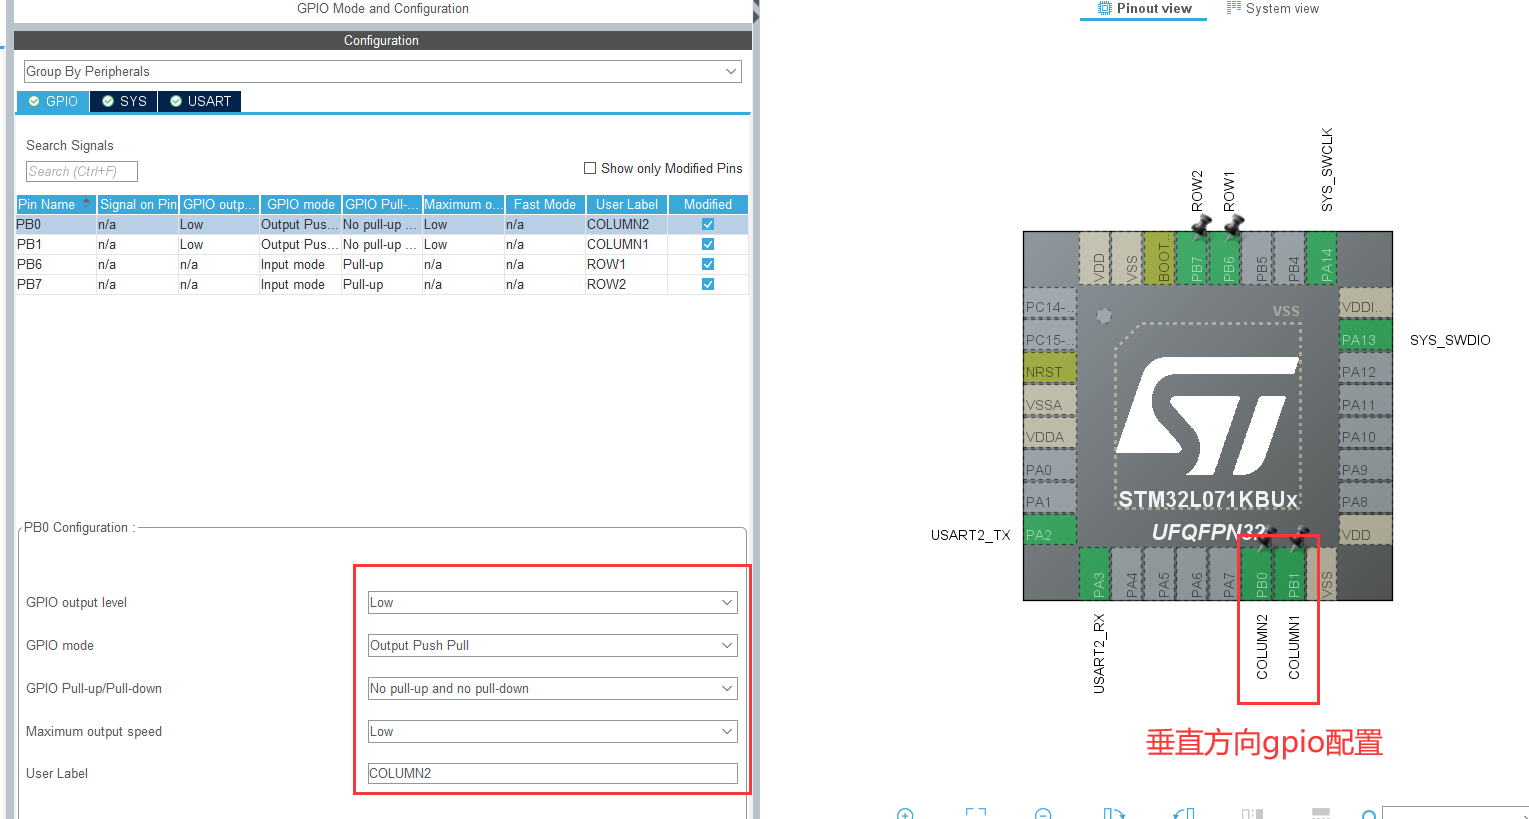 GPIO Mode and Configuration
Configuration
Group By Peripherals
GPIO
SYS
USART
Search Signals
Search (Ctrl+F)
Show only Modified Pins
Pin Name Signal on Pin GPIO outp... GPIO mode GPIO Pull-... Maximum o... Fast Mode User Label Modified
PB0 n/a Low Output Pus... No pull-up ... Low n/a COLUMN2
PB1 n/a Low Output Pus... No pull-up ... Low n/a COLUMN1
PB6 n/a n/a Input mode Pull-up n/a n/a ROW1
PB7 n/a n/a Input mode Pull-up n/a n/a ROW2
PB0 Configuration :
GPIO output level Low
GPIO mode Output Push Pull
GPIO Pull-up/Pull-down No pull-up and no pull-down
Maximum output speed Low
User Label COLUMN2
Pinout view
System view
ROW2
ROW1
SYS_SWCLK
VDD
VSS
BOOT..
PB7
PB6
PB5
PB4
PA14
PC14-..
PC15-..
NRST
VSSA
VDDA
PA0
PA1
PA2
USART2_TX
VSS
ST
STM32L071KBUx
UFQFPN32
VDDI..
PA13
SYS_SWDIO
PA12
PA11
PA10
PA9
PA8
VDD
PA3
PA4
PA5
PA6
PA7
PB0
PB1
VSS
USART2_RX
COLUMN2
COLUMN1
垂直方向gpio配置